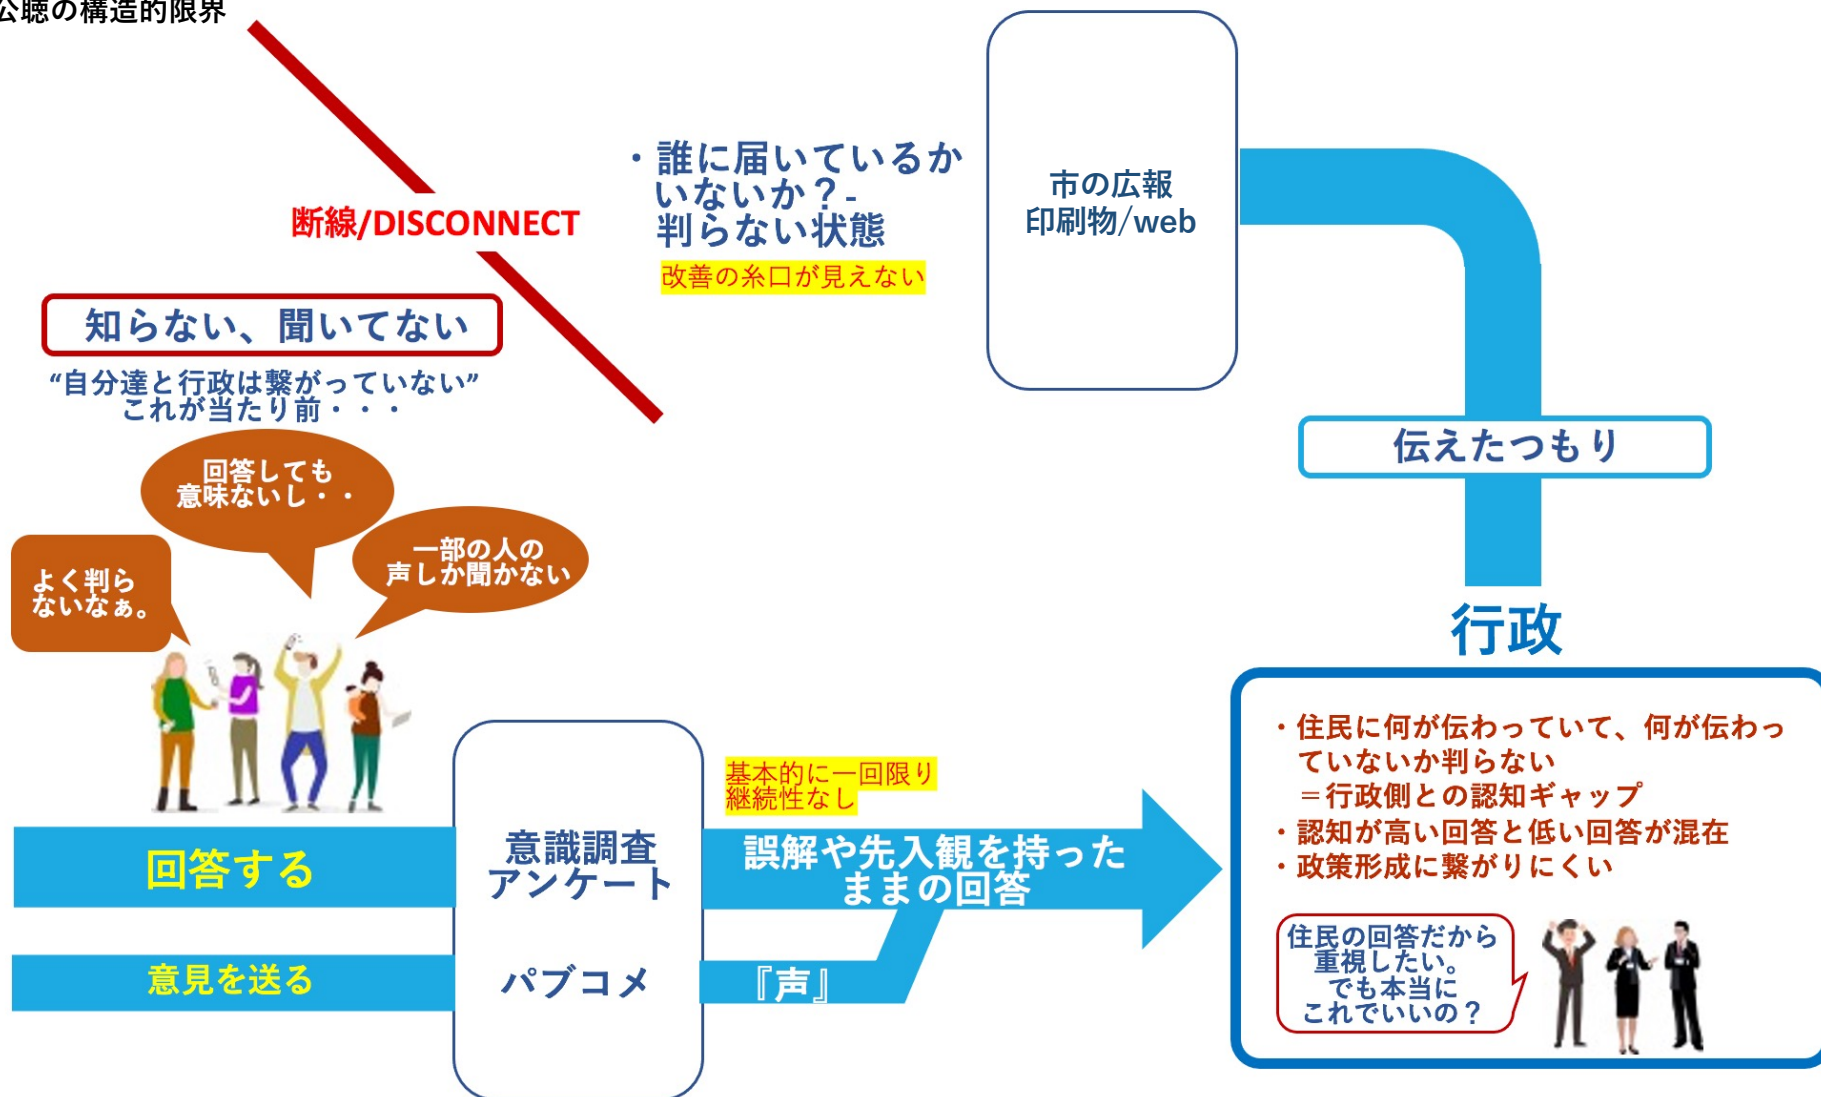 公聴の構造的限界
断線/DISCONNECT
・誰に届いているか
いないか？-
判らない状態
改善の糸口が見えない
市の広報
印刷物/web
知らない、聞いてない
“自分達と行政は繋がっていない”
これが当たり前・・・
伝えたつもり
回答しても
意味ないし・・
一部の人の
声しか聞かない
よく判ら
ないなぁ。
行政
・住民に何が伝わっていて、何が伝わっ
ていないか判らない
＝行政側との認知ギャップ
・認知が高い回答と低い回答が混在
・政策形成に繋がりにくい
住民の回答だから
重視したい。
でも本当に
これでいいの？
基本的に一回限り
継続性なし
回答する
意識調査
アンケート
誤解や先入観を持った
ままの回答
意見を送る
パブコメ
『声』